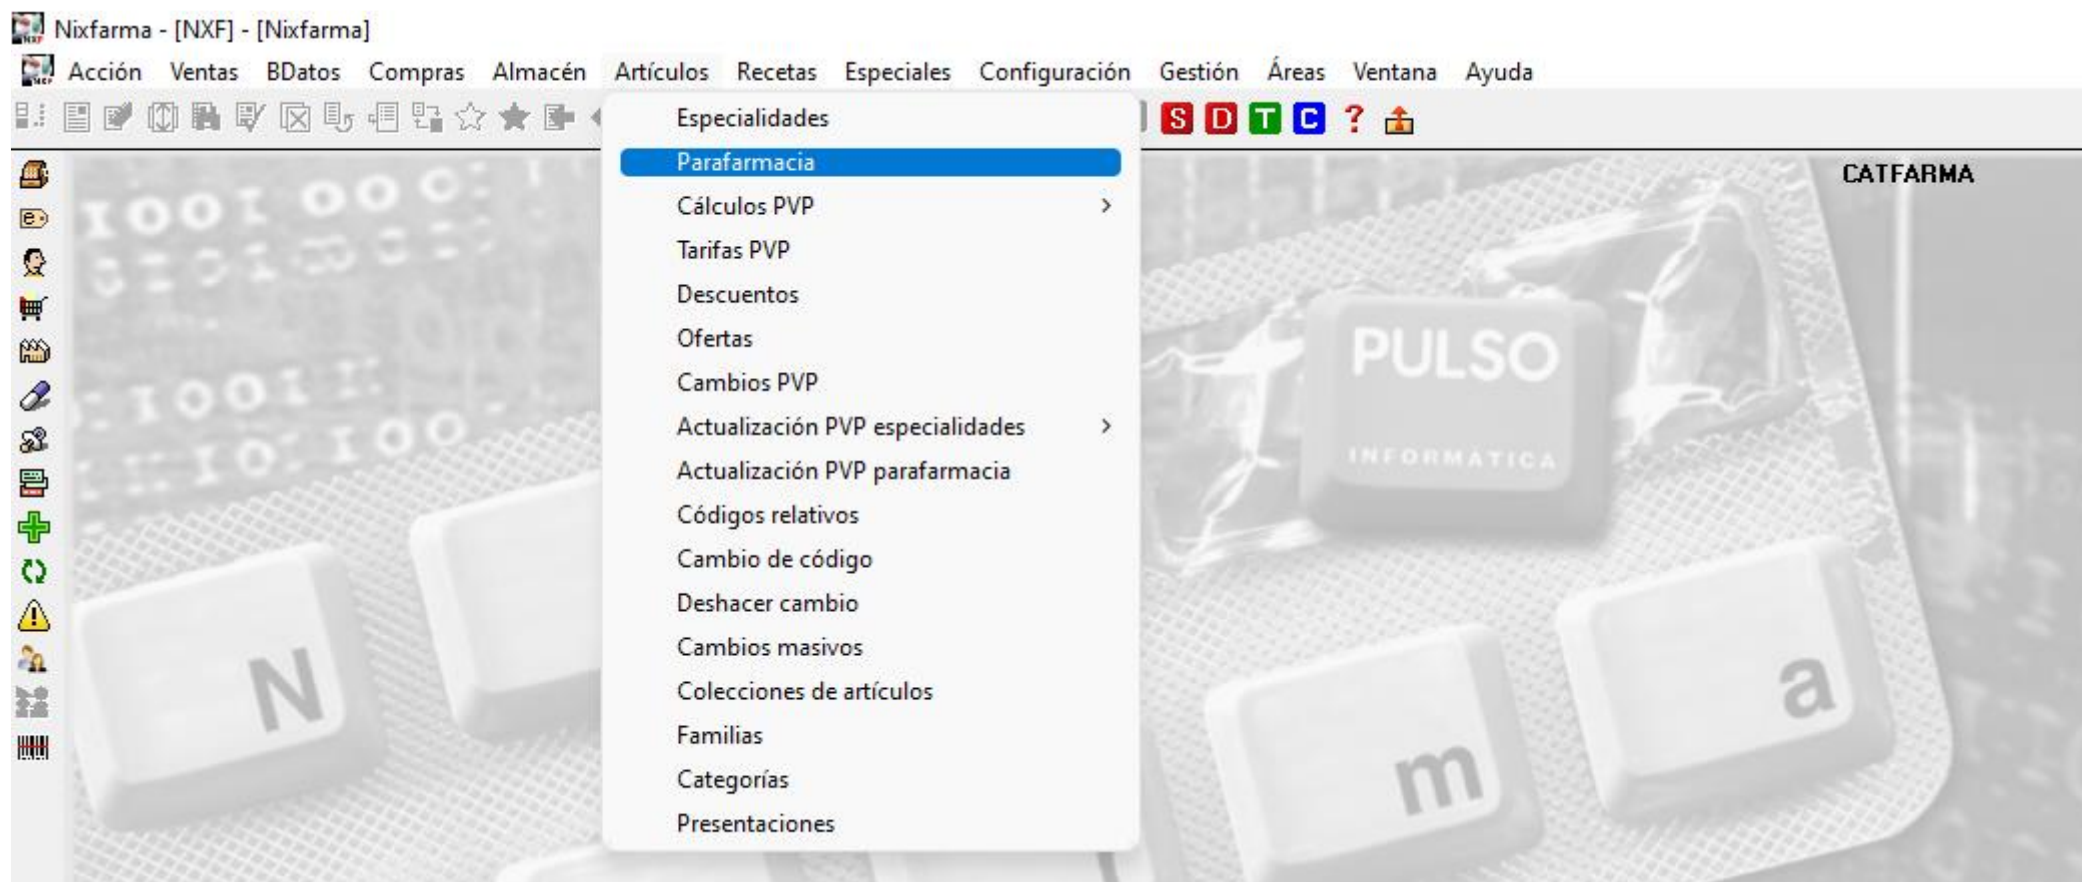 Nixfarma - [NXF] - [Nixfarma]
Acción Ventas BDatos Compras Almacén Artículos Recetas Especiales Configuración Gestión Áreas Ventana Ayuda
S D T C ?
Especialidades
Parafarmacia
CATFARMA
Cálculos PVP
Tarifas PVP
Descuentos
Ofertas
Cambios PVP
Actualización PVP especialidades
Actualización PVP parafarmacia
Códigos relativos
Cambio de código
Deshacer cambio
Cambios masivos
Colecciones de artículos
Familias
Categorías
Presentaciones
PULSO
INFORMATICA
N
m
a